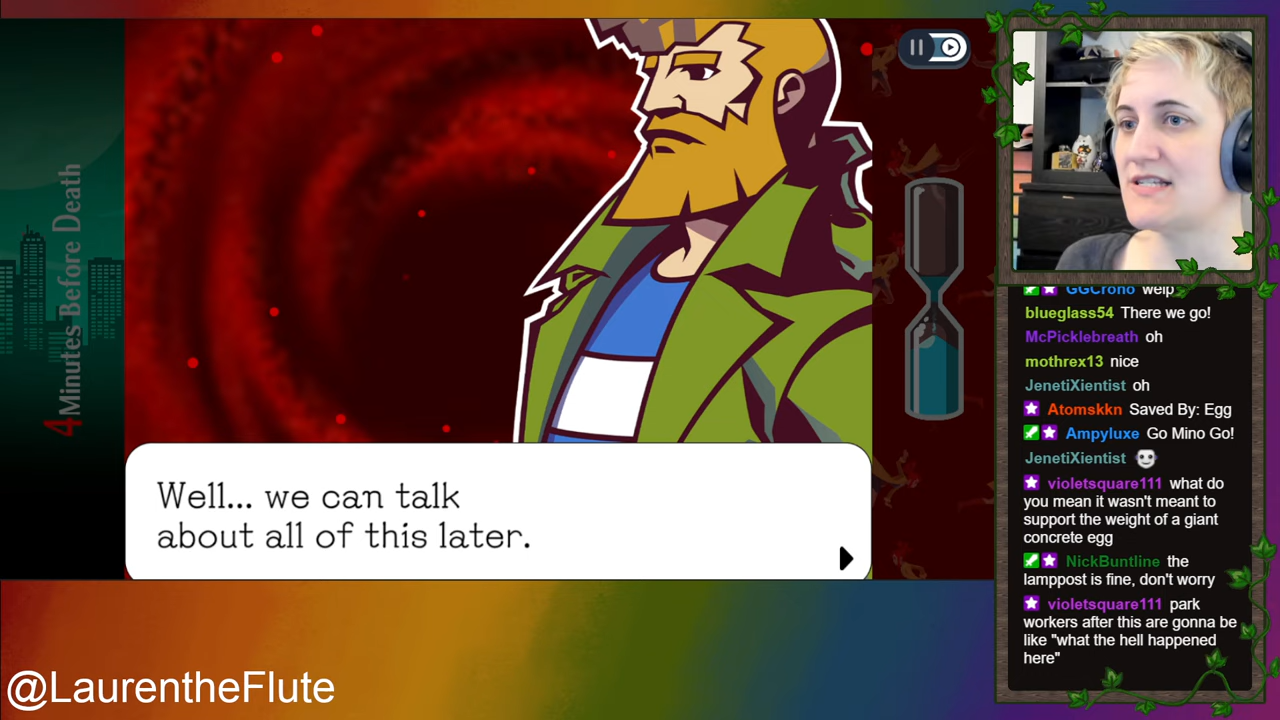 4 Minutes Before Death
Well... we can talk
about all of this later.
@LaurentheFlute
GGCrono welp
blueglass54 There we go!
McPicklebreath oh
mothrex13 nice
JenetiXientist oh
Atomskkn Saved By: Egg
Ampyluxe Go Mino Go!
JenetiXientist
violetsquare111 what do
you mean it wasn't meant to
support the weight of a giant
concrete egg
NickBuntline the
lamppost is fine, don't worry
violetsquare111 park
workers after this are gonna be
like "what the hell happened
here"